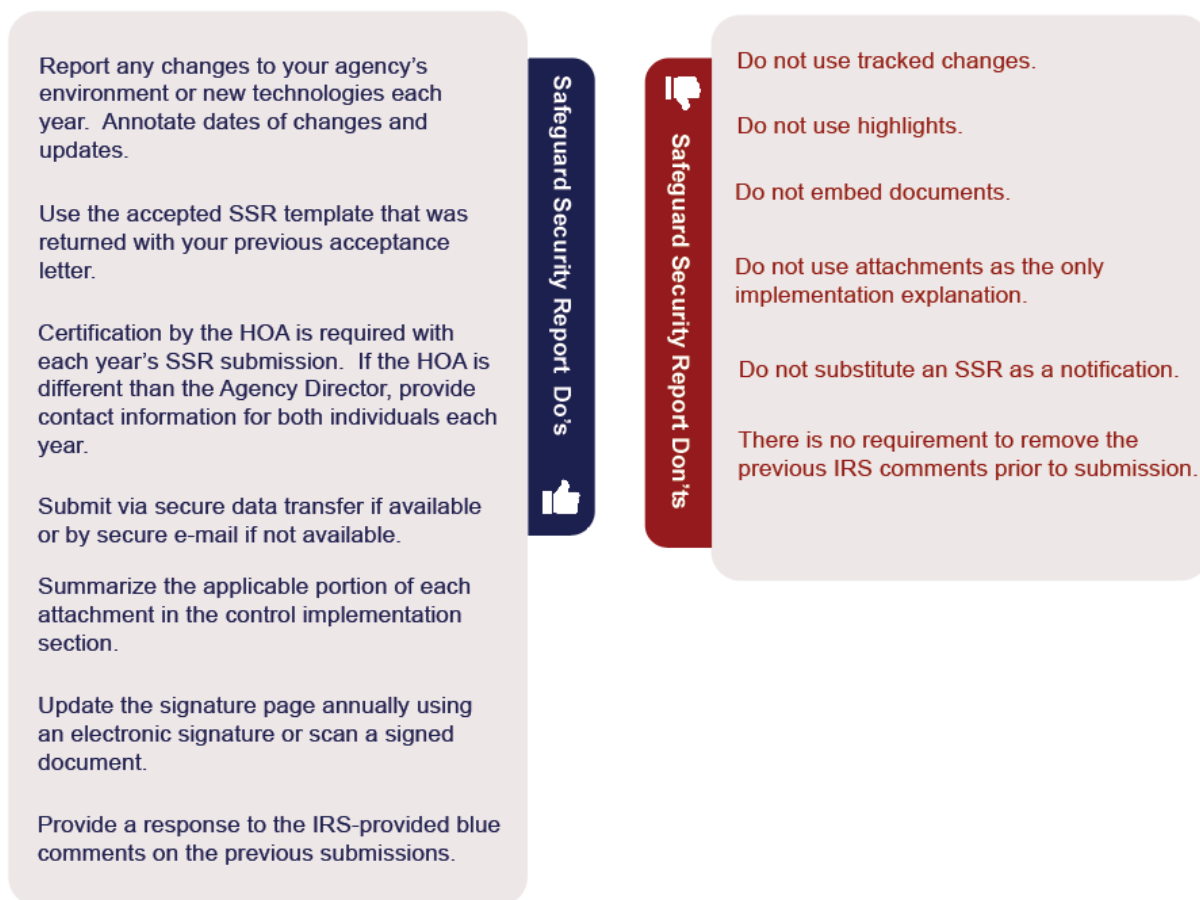 Report any changes to your agency's
environment or new technologies each
year.  Annotate dates of changes and
updates.
Use the accepted SSR template that was
returned with your previous acceptance
letter.
Certification by the HOA is required with
each year's SSR submission.  If the HOA is
different than the Agency Director, provide
contact information for both individuals each
year.
Submit via secure data transfer if available
or by secure e-mail if not available.
Summarize the applicable portion of each
attachment in the control implementation
section.
Update the signature page annually using
an electronic signature or scan a signed
document.
Provide a response to the IRS-provided blue
comments on the previous submissions.
Safeguard Security Report Do's
Safeguard Security Report Don'ts
Do not use tracked changes.
Do not use highlights.
Do not embed documents.
Do not use attachments as the only
implementation explanation.
Do not substitute an SSR as a notification.
There is no requirement to remove the
previous IRS comments prior to submission.